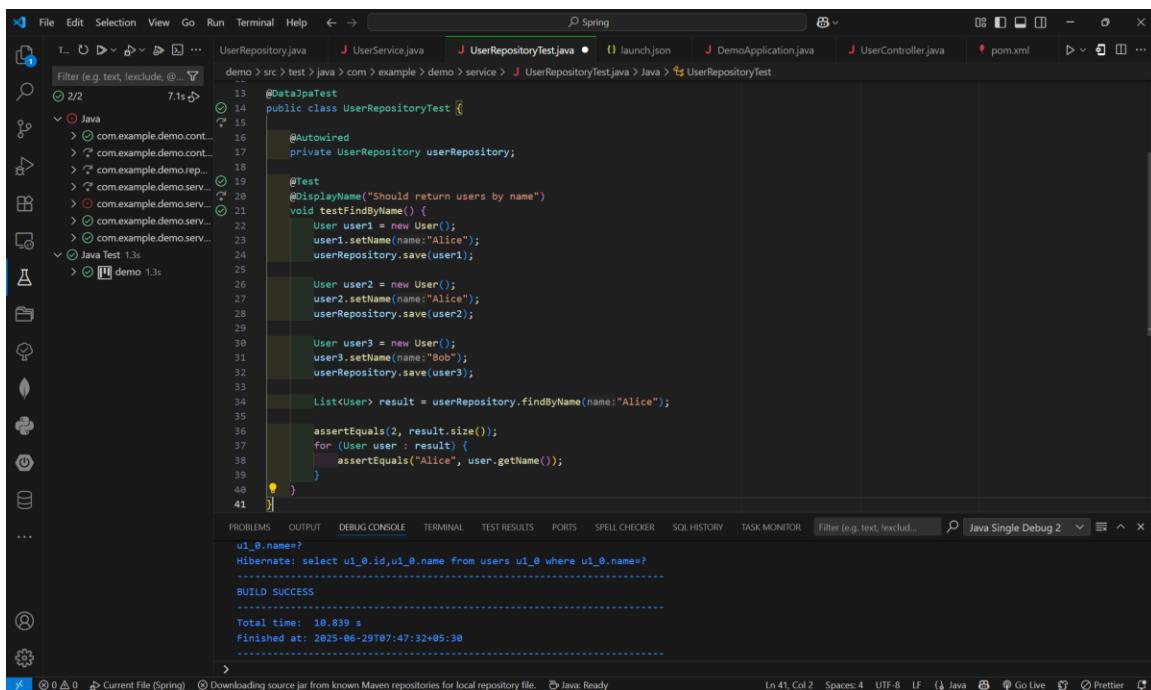 File Edit Selection View Go Run Terminal Help
Spring
T...
UserRepository.java
J UserService.java
J UserRepositoryTest.java
{} launch.json
J DemoApplication.java
J UserController.java
pom.xml
demo > src > test > java > com > example > demo > service > J UserRepositoryTest.java > Java > UserRepositoryTest
Filter (e.g. text, !exclude, @...
2/2 7.1s
Java
com.example.demo.cont...
com.example.demo.cont...
com.example.demo.rep...
com.example.demo.serv...
com.example.demo.serv...
com.example.demo.serv...
com.example.demo.serv...
Java Test 1.3s
demo 1.3s
13 @DataJpaTest
14 public class UserRepositoryTest {
15
16 @Autowired
17 private UserRepository userRepository;
18
19 @Test
20 @DisplayName("Should return users by name")
21 void testFindByName() {
22 User user1 = new User();
23 user1.setName(name:"Alice");
24 userRepository.save(user1);
25
26 User user2 = new User();
27 user2.setName(name:"Alice");
28 userRepository.save(user2);
29
30 User user3 = new User();
31 user3.setName(name:"Bob");
32 userRepository.save(user3);
33
34 List<User> result = userRepository.findByName(name:"Alice");
35
36 assertEquals(2, result.size());
37 for (User user : result) {
38 assertEquals("Alice", user.getName());
39 }
40 }
41 }
PROBLEMS OUTPUT DEBUG CONSOLE TERMINAL TEST RESULTS PORTS SPELL CHECKER SQL HISTORY TASK MONITOR
Filter (e.g. text, !exclud...
Java Single Debug 2
u1_0.name=?
Hibernate: select u1_0.id,u1_0.name from users u1_0 where u1_0.name=?
------------------------------------------------------------------------
BUILD SUCCESS
------------------------------------------------------------------------
Total time: 10.839 s
Finished at: 2025-06-29T07:47:32+05:30
------------------------------------------------------------------------
>
0 0 Current File (Spring) Downloading source jar from known Maven repositories for local repository file. Java: Ready Ln 41, Col 2 Spaces: 4 UTF-8 LF {} Java Go Live Prettier